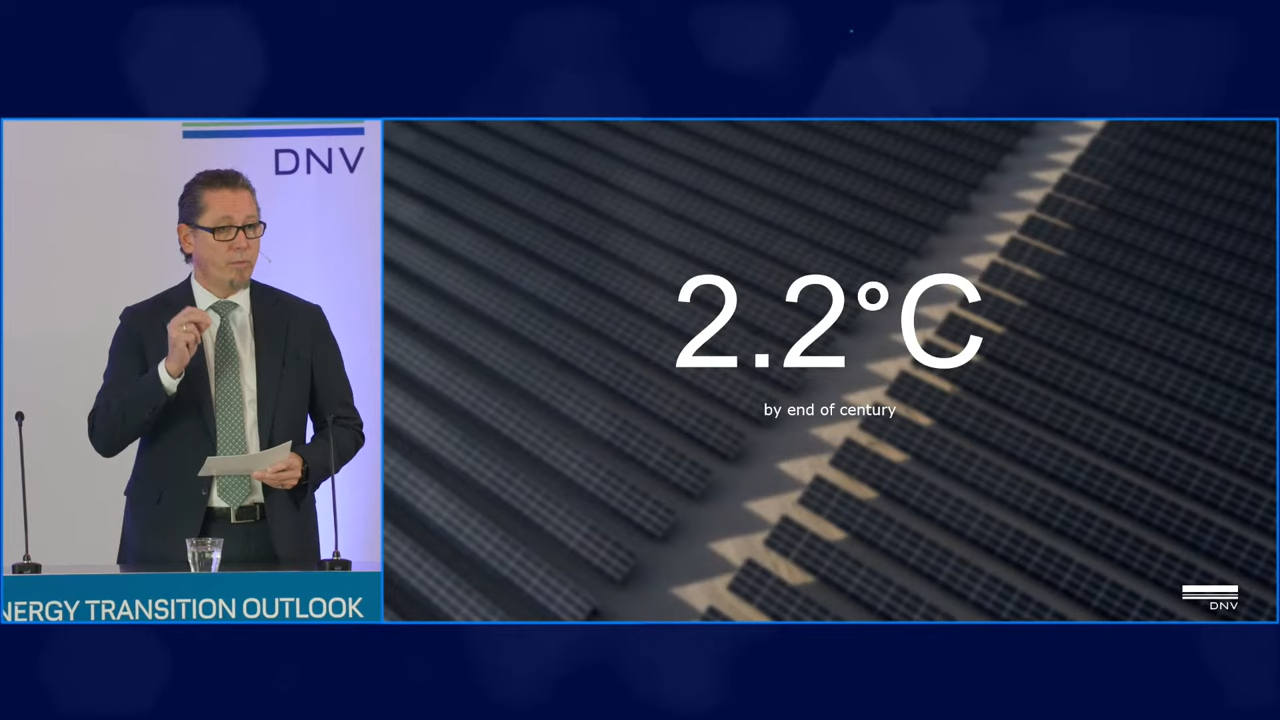 DNV
NERGY TRANSITION OUTLOOK
2.2°C
by end of century
DNV